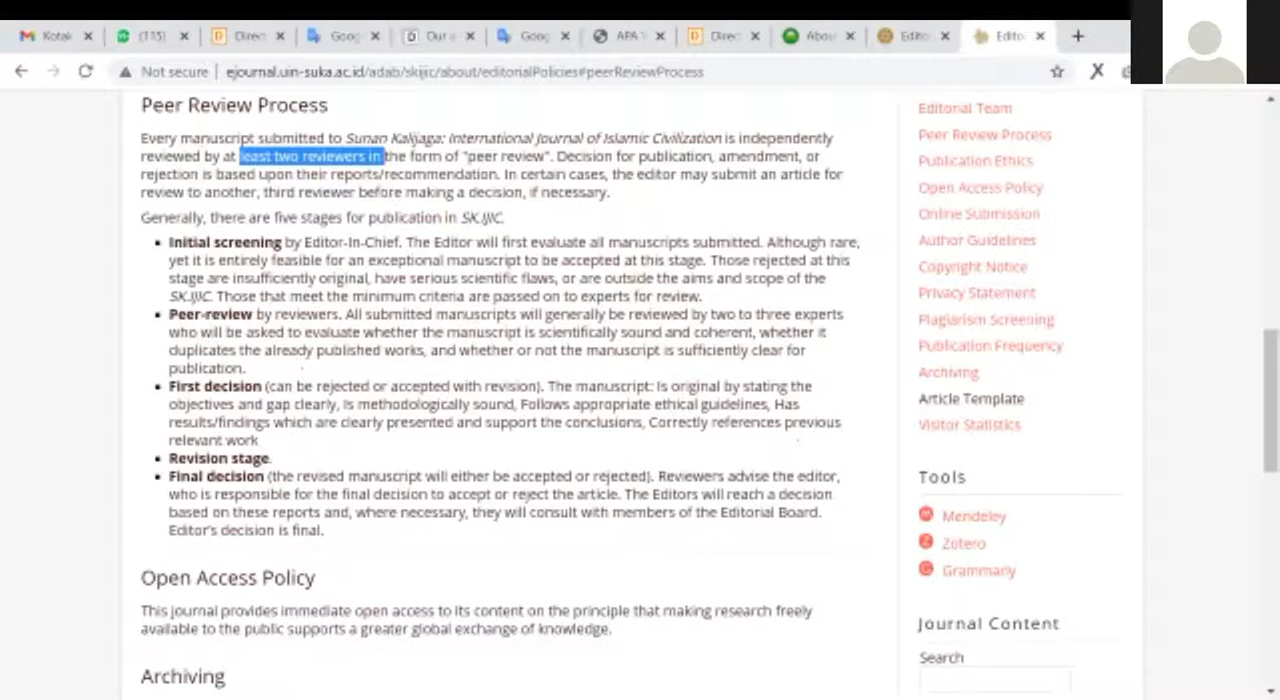 Kotak
(115)
Direc
Goog
Out o
Goog
APA
Direc
Abou
Edito
Edito
Not secure
ejournal.uin-suka.ac.id/adab/skijic/about/editorialPolicies#peerReviewProcess
Peer Review Process
Every manuscript submitted to Sunan Kalijaga: International Journal of Islamic Civilization is independently
reviewed by at least two reviewers in the form of "peer review". Decision for publication, amendment, or
rejection is based upon their reports/recommendation. In certain cases, the editor may submit an article for
review to another, third reviewer before making a decision, if necessary.
Generally, there are five stages for publication in SKIJIC.
Initial screening by Editor-In-Chief. The Editor will first evaluate all manuscripts submitted. Although rare,
yet it is entirely feasible for an exceptional manuscript to be accepted at this stage. Those rejected at this
stage are insufficiently original, have serious scientific flaws, or are outside the aims and scope of the
SKIJIC. Those that meet the minimum criteria are passed on to experts for review.
Peer-review by reviewers. All submitted manuscripts will generally be reviewed by two to three experts
who will be asked to evaluate whether the manuscript is scientifically sound and coherent, whether it
duplicates the already published works, and whether or not the manuscript is sufficiently clear for
publication.
First decision (can be rejected or accepted with revision). The manuscript: Is original by stating the
objectives and gap clearly, Is methodologically sound, Follows appropriate ethical guidelines, Has
results/findings which are clearly presented and support the conclusions, Correctly references previous
relevant work
Revision stage.
Final decision (the revised manuscript will either be accepted or rejected). Reviewers advise the editor,
who is responsible for the final decision to accept or reject the article. The Editors will reach a decision
based on these reports and, where necessary, they will consult with members of the Editorial Board.
Editor's decision is final.
Open Access Policy
This journal provides immediate open access to its content on the principle that making research freely
available to the public supports a greater global exchange of knowledge.
Archiving
Editorial Team
Peer Review Process
Publication Ethics
Open Access Policy
Online Submission
Author Guidelines
Copyright Notice
Privacy Statement
Plagiarism Screening
Publication Frequency
Archiving
Article Template
Visitor Statistics
Tools
Mendeley
Zotero
Grammarly
Journal Content
Search